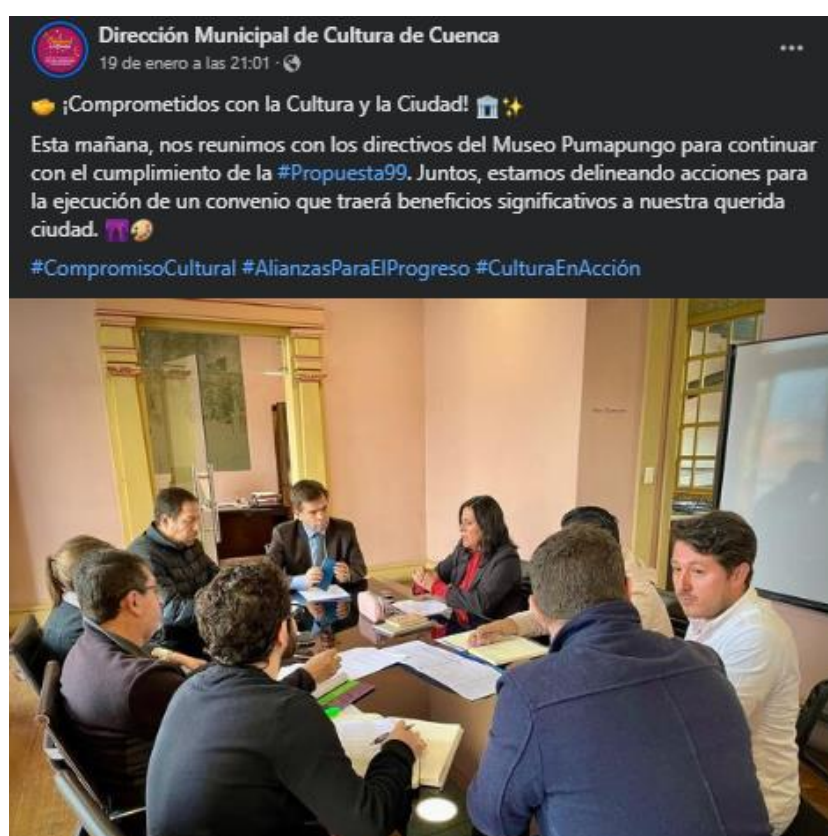 Dirección Municipal de Cultura de Cuenca
19 de enero a las 21:01 ·
🤝 ¡Comprometidos con la Cultura y la Ciudad! 🏛️✨
Esta mañana, nos reunimos con los directivos del Museo Pumapungo para continuar
con el cumplimiento de la #Propuesta99. Juntos, estamos delineando acciones para
la ejecución de un convenio que traerá beneficios significativos a nuestra querida
ciudad. 🎭🎨
#CompromisoCultural #AlianzasParaElProgreso #CulturaEnAcción